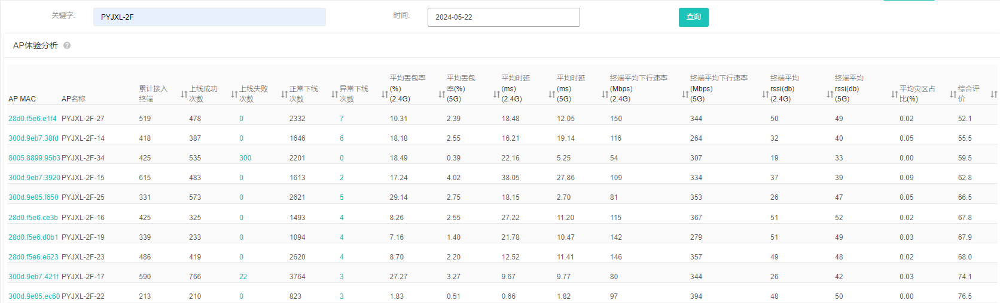 关键字: PYJXL-2F 时间: 2024-05-22 查询
AP体验分析 ?
AP MAC AP名称 累计接入终端 上线成功次数 上线失败次数 正常下线次数 异常下线次数 平均丢包率(%)(2.4G) 平均丢包率(%)(5G) 平均时延(ms)(2.4G) 平均时延(ms)(5G) 终端平均下行速率(Mbps)(2.4G) 终端平均下行速率(Mbps)(5G) 终端平均rssi(db)(2.4G) 终端平均rssi(db)(5G) 平均灾区占比(%) 综合评价
28d0.f5e6.e1f4 PYJXL-2F-27 519 478 0 2332 7 10.31 2.39 18.48 12.05 150 344 50 49 0.02 52.1
300d.9eb7.38fd PYJXL-2F-14 418 387 0 1646 6 18.18 2.55 16.21 19.14 116 264 32 40 0.05 55.5
8005.8899.95b3 PYJXL-2F-34 425 535 300 2201 0 18.49 0.39 22.16 5.25 54 307 19 33 0.00 59.5
300d.9eb7.3920 PYJXL-2F-15 615 483 0 1613 2 17.24 4.02 38.05 27.86 109 334 37 39 0.09 62.8
300d.9e85.f650 PYJXL-2F-25 331 573 0 2621 5 29.14 2.75 18.15 2.70 81 353 26 47 0.05 66.5
28d0.f5e6.ce3b PYJXL-2F-16 425 325 0 1493 4 8.26 2.55 27.22 11.20 115 367 51 52 0.02 67.8
28d0.f5e6.d0b1 PYJXL-2F-19 339 233 0 1094 4 7.16 1.40 21.78 10.47 142 279 51 49 0.03 67.9
28d0.f5e6.e623 PYJXL-2F-23 486 419 0 2620 4 8.70 2.20 12.52 11.41 146 357 49 48 0.02 68.0
300d.9eb7.421f PYJXL-2F-17 590 766 22 3764 3 27.27 3.27 9.67 9.77 80 344 26 42 0.03 74.1
300d.9e85.ec60 PYJXL-2F-22 213 210 0 823 3 1.83 0.51 0.66 1.82 97 394 48 50 0.00 76.5